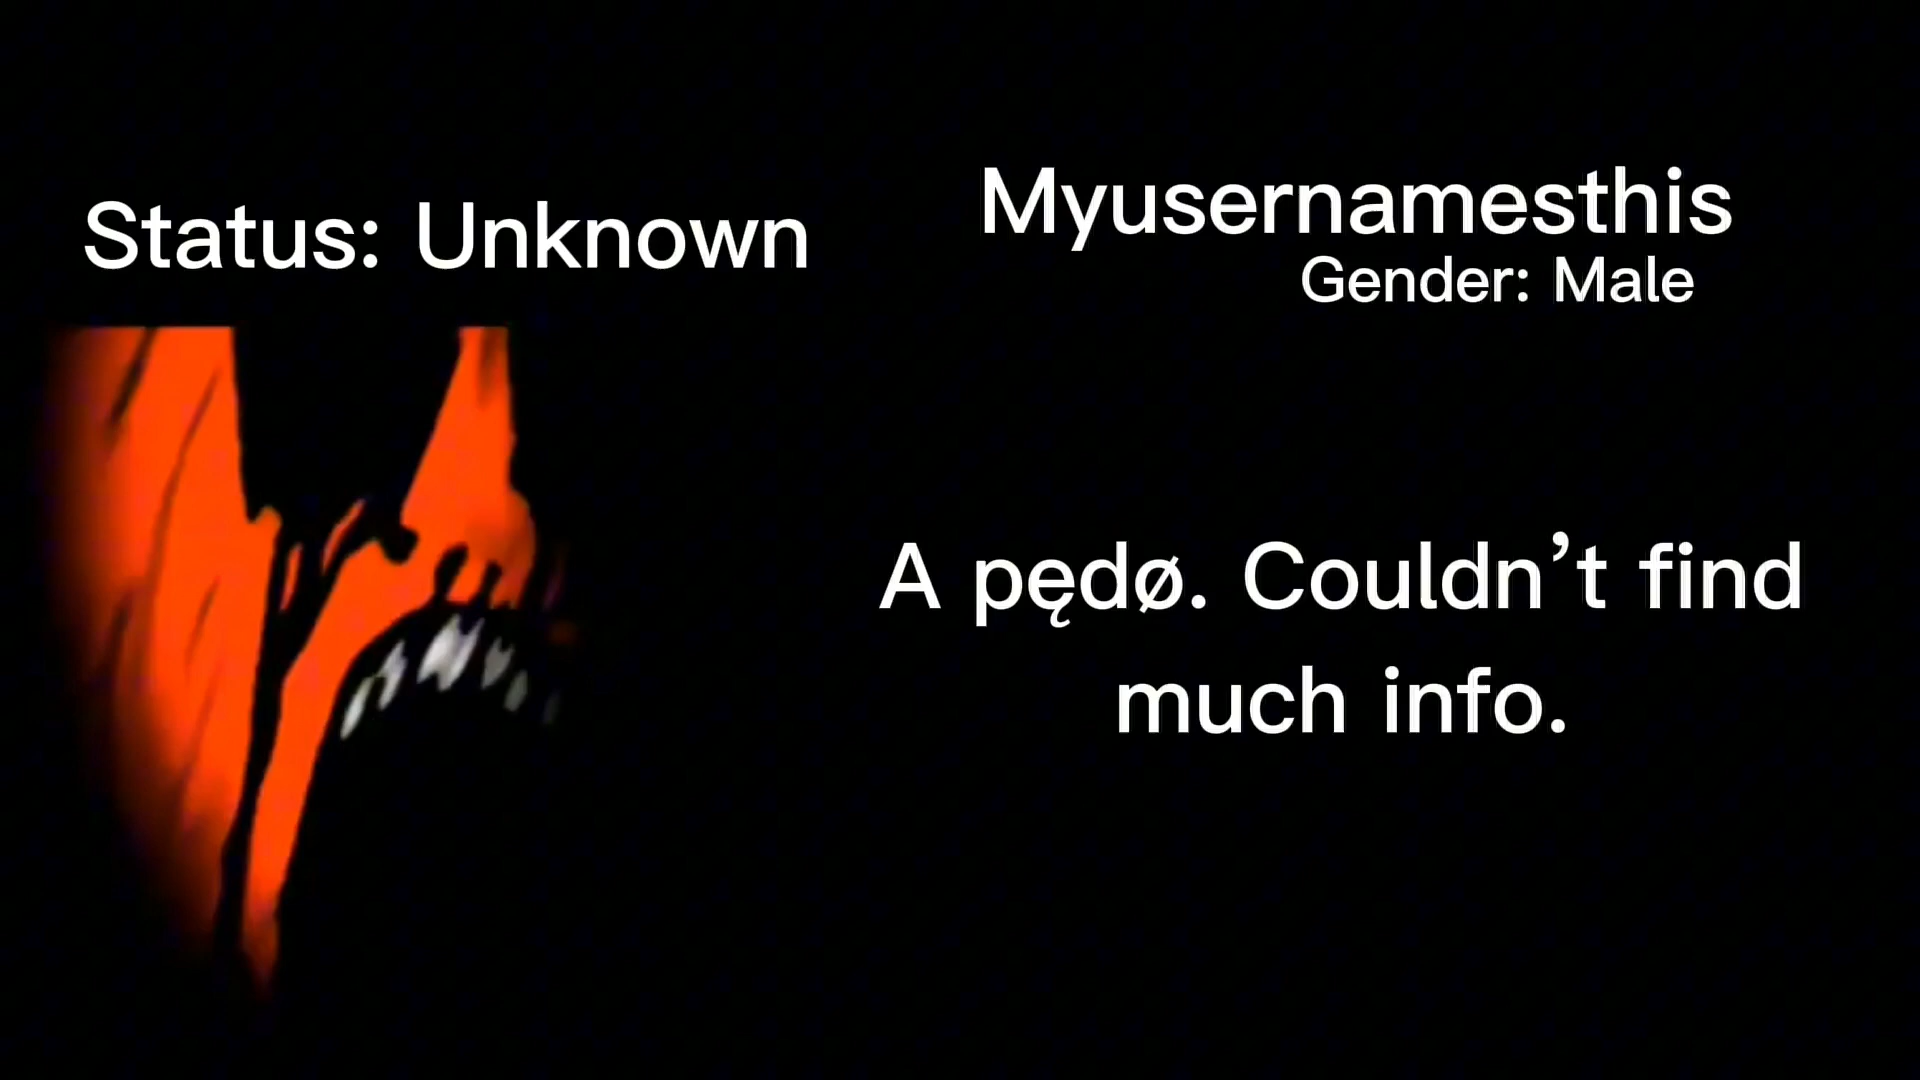 Status: Unknown
Myusernamesthis
Gender: Male
A pędø. Couldn’t find
much info.